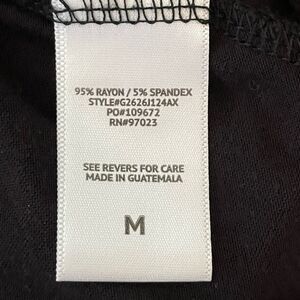 95% RAYON / 5% SPANDEX
STYLE#G2626J124AX
PO#109672
RN#97023
SEE REVERS FOR CARE
MADE IN GUATEMALA
M